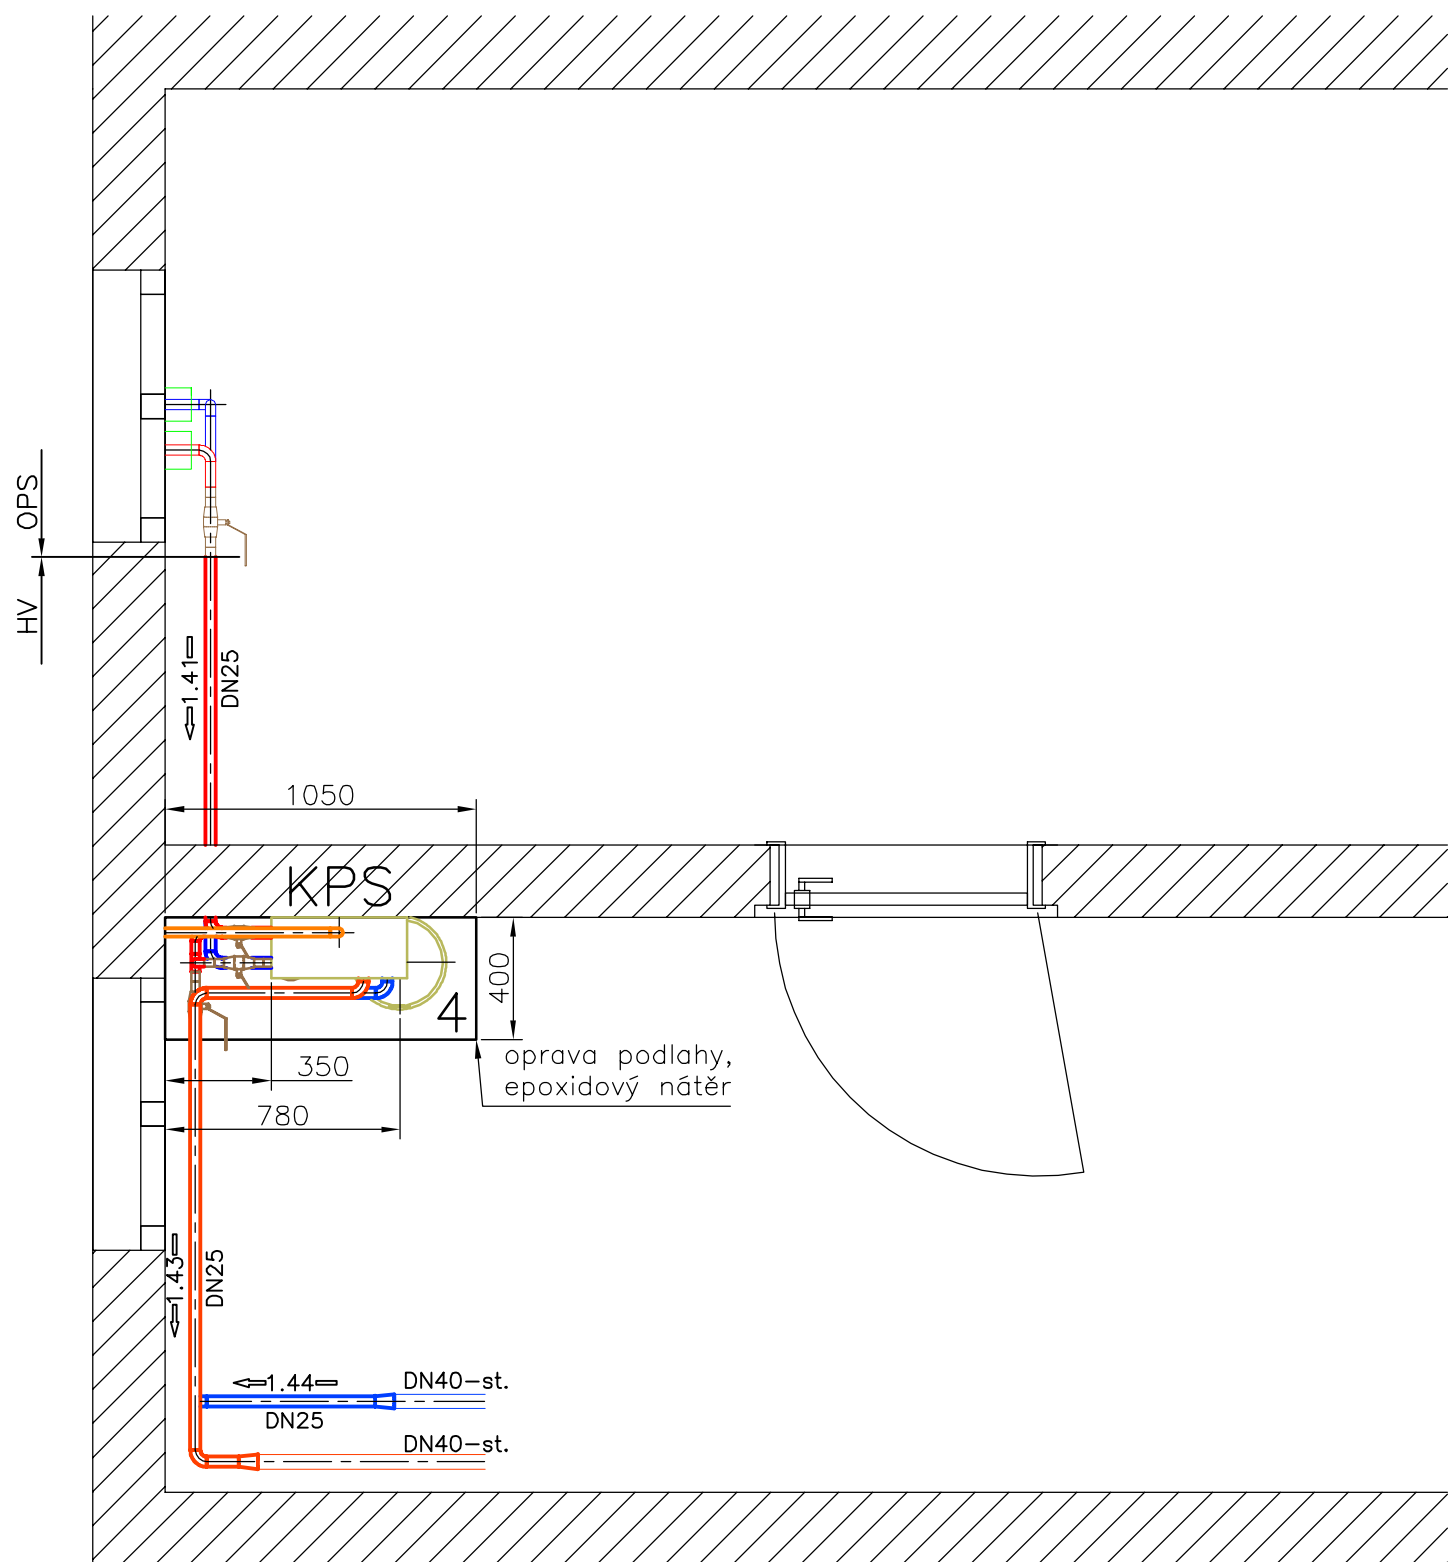 OPS
HV
1.41
DN25
1050
KPS
400
4
350
oprava podlahy,
epoxidový nátěr
780
1.43
DN25
1.44
DN40-st.
DN25
DN40-st.